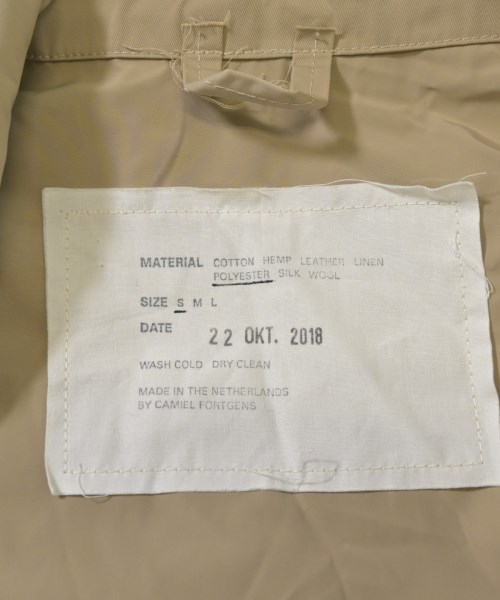 MATERIAL COTTON HEMP LEATHER LINEN
POLYESTER SILK WOOL
SIZE S M L
DATE 22 OKT. 2018
WASH COLD DRY CLEAN
MADE IN THE NETHERLANDS
BY CAMIEL FORTGENS